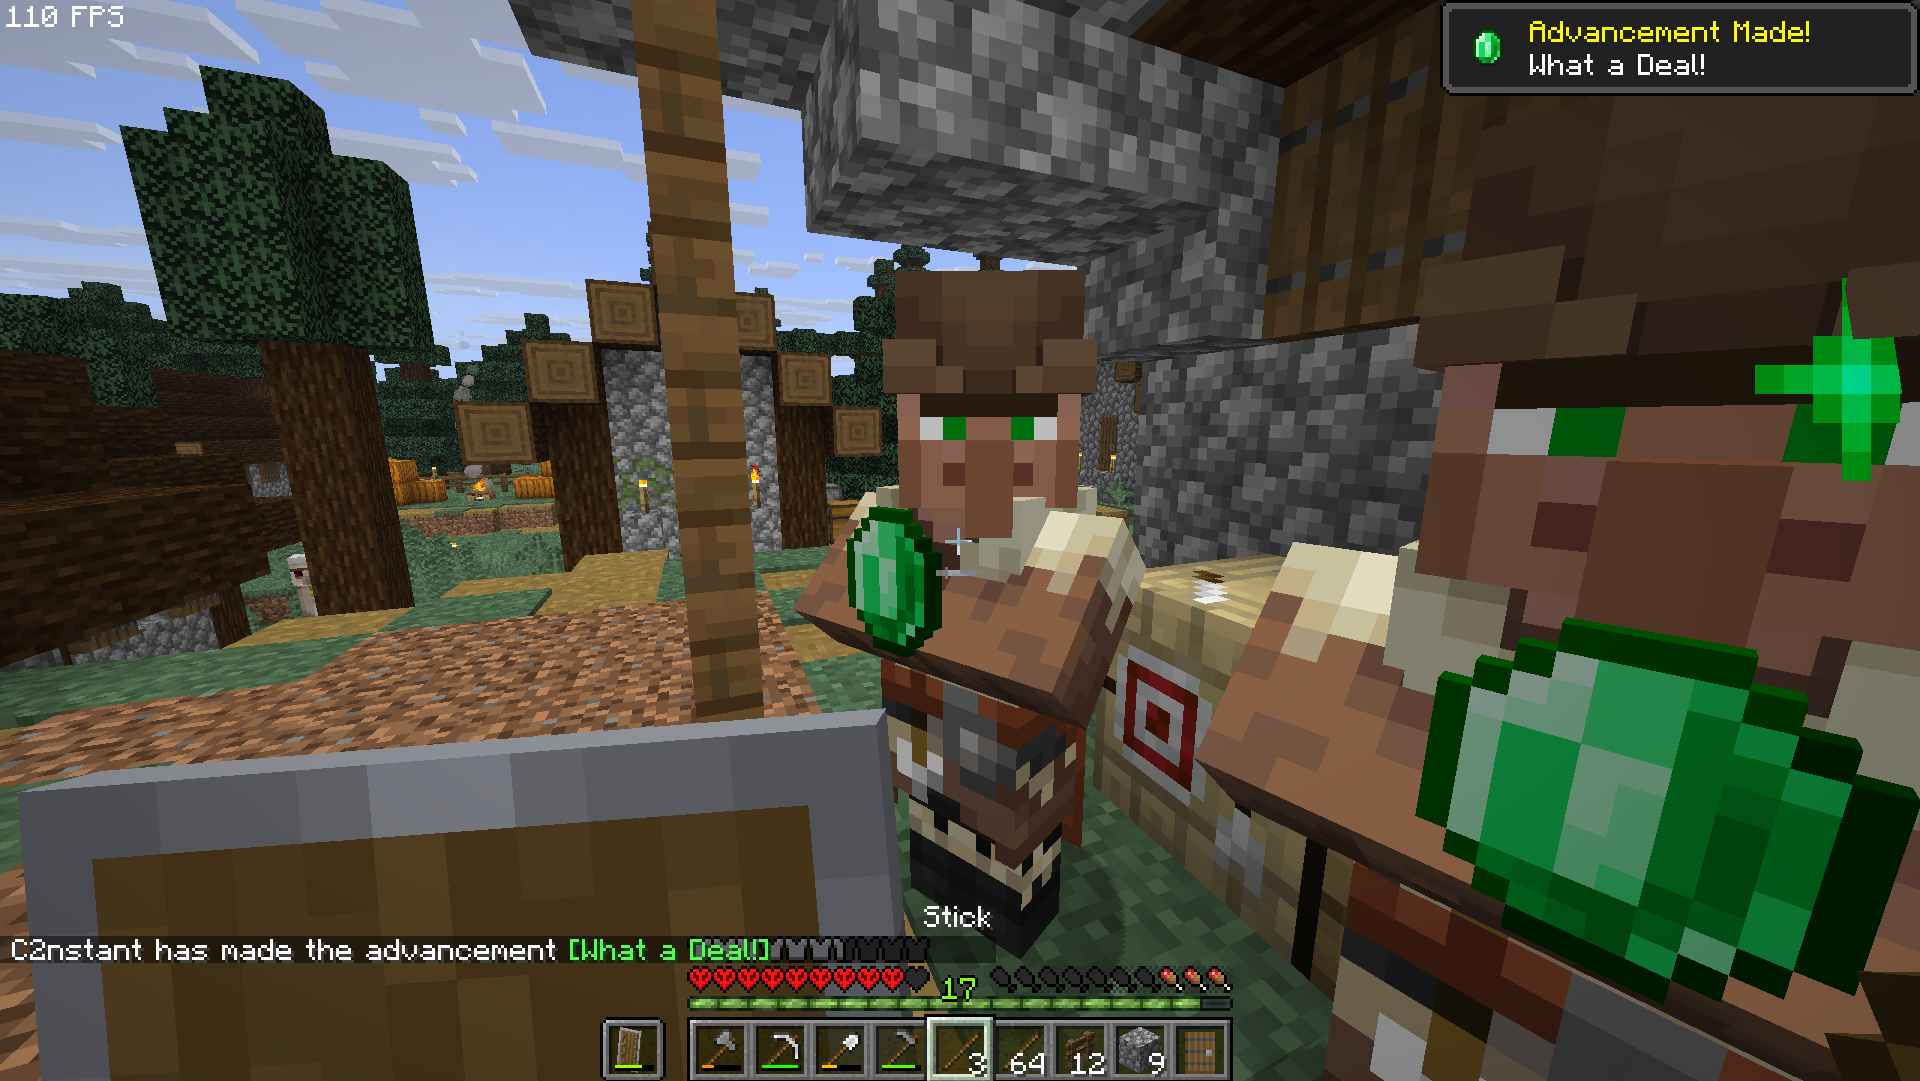 110 FPS
Advancement Made!
What a Deal!
Stick
C2nstant has made the advancement [What a Deal!]
17
3 64 12 9